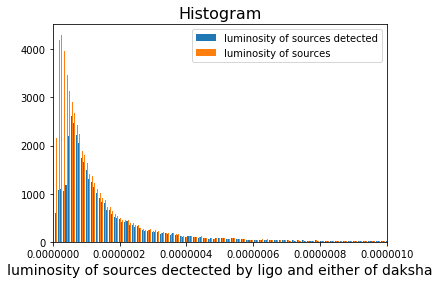 Histogram
luminosity of sources detected
luminosity of sources
4000
3000
2000
1000
0
0.0000000 0.0000002 0.0000004 0.0000006 0.0000008 0.0000010
luminosity of sources dectected by ligo and either of daksha